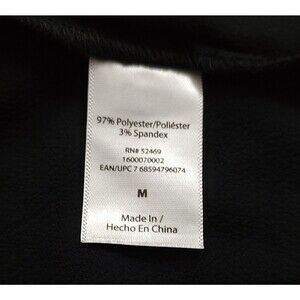 97% Polyester/Poliéster
3% Spandex
RN# 52469
1600070002
EAN/UPC 7 68594796074
M
Made In /
Hecho En China